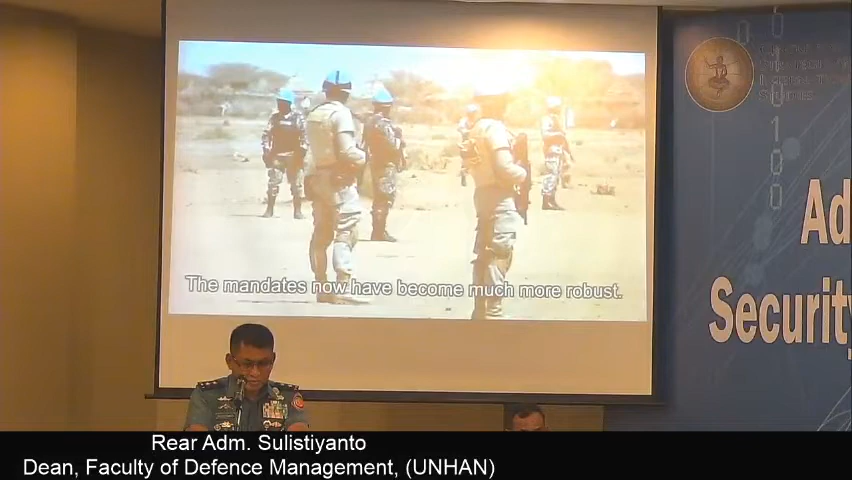 The mandates now have become much more robust.
Ad
Security
Rear Adm. Sulistiyanto
Dean, Faculty of Defence Management, (UNHAN)